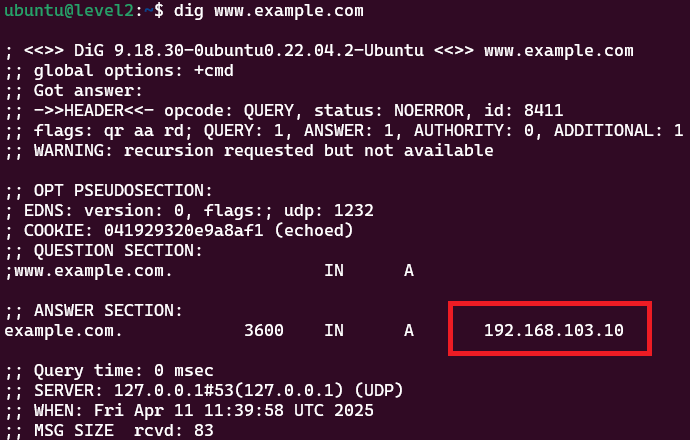 ubuntu@level2:~$ dig www.example.com

; <<>> DiG 9.18.30-0ubuntu0.22.04.2-Ubuntu <<>> www.example.com
;; global options: +cmd
;; Got answer:
;; ->>HEADER<<- opcode: QUERY, status: NOERROR, id: 8411
;; flags: qr aa rd; QUERY: 1, ANSWER: 1, AUTHORITY: 0, ADDITIONAL: 1
;; WARNING: recursion requested but not available

;; OPT PSEUDOSECTION:
; EDNS: version: 0, flags:; udp: 1232
; COOKIE: 041929320e9a8af1 (echoed)
;; QUESTION SECTION:
;www.example.com.               IN      A

;; ANSWER SECTION:
example.com.            3600    IN      A       192.168.103.10

;; Query time: 0 msec
;; SERVER: 127.0.0.1#53(127.0.0.1) (UDP)
;; WHEN: Fri Apr 11 11:39:58 UTC 2025
;; MSG SIZE  rcvd: 83